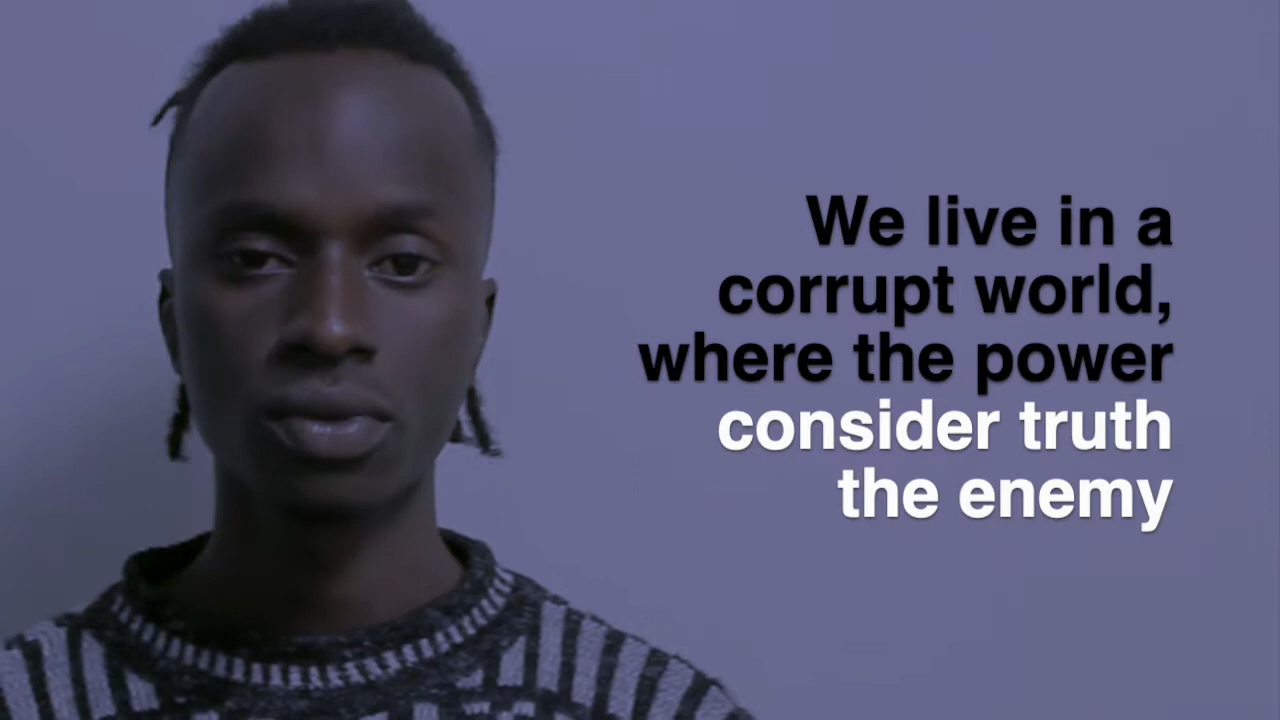 We live in a
corrupt world,
where the power
consider truth
the enemy